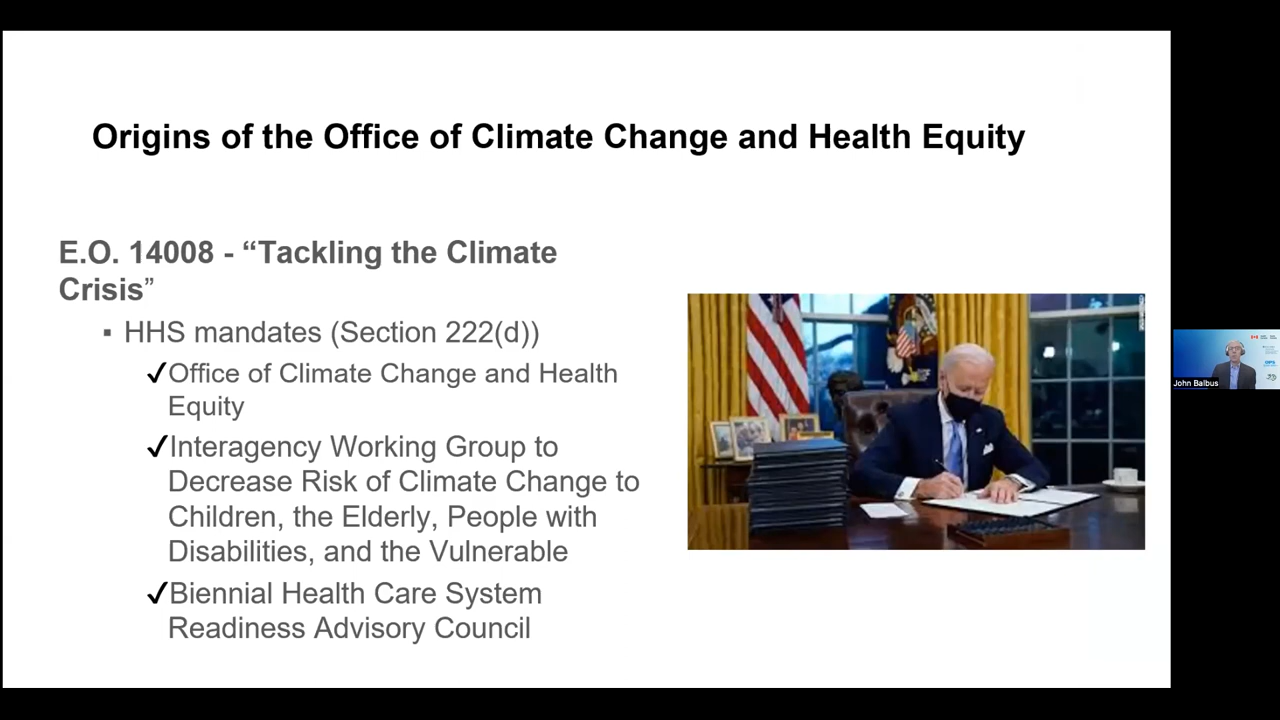 Origins of the Office of Climate Change and Health Equity
E.O. 14008 - “Tackling the Climate
Crisis”
▪ HHS mandates (Section 222(d))
✓Office of Climate Change and Health
Equity
✓Interagency Working Group to
Decrease Risk of Climate Change to
Children, the Elderly, People with
Disabilities, and the Vulnerable
✓Biennial Health Care System
Readiness Advisory Council
John Balbus